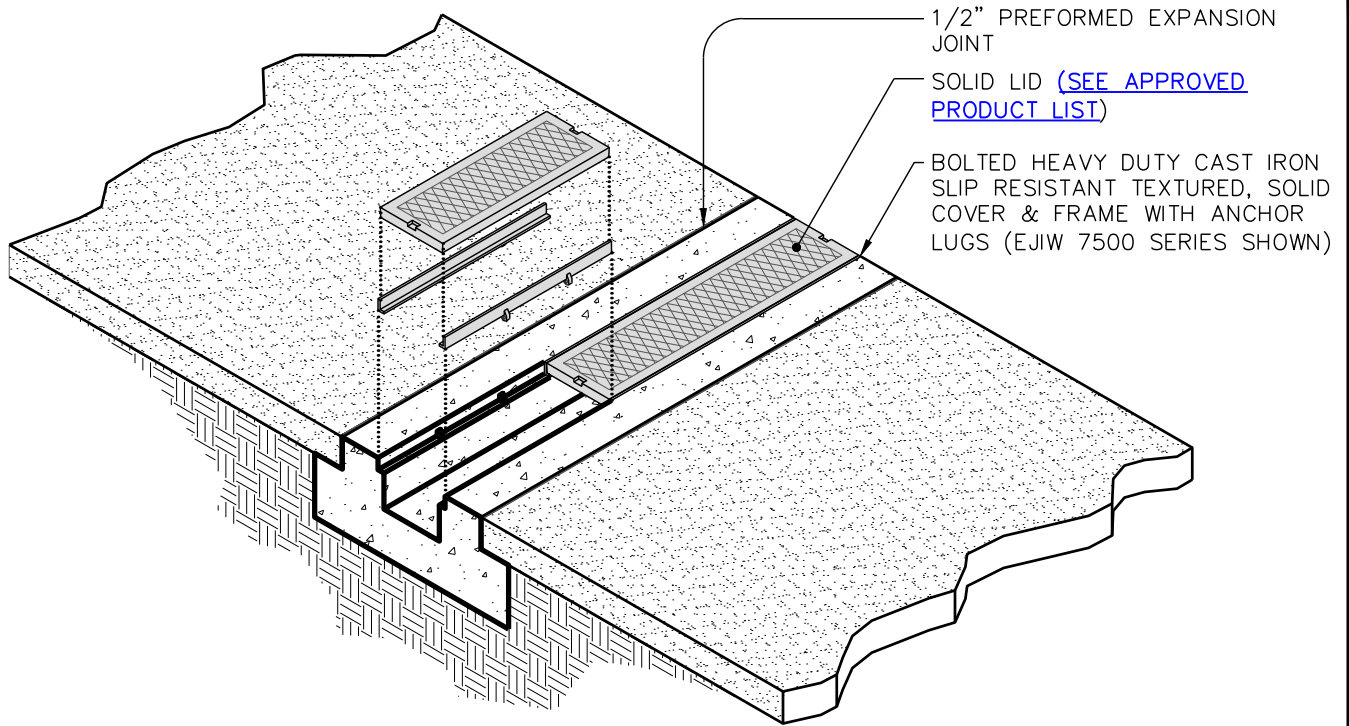 1/2" PREFORMED EXPANSION
JOINT
SOLID LID (SEE APPROVED
PRODUCT LIST)
BOLTED HEAVY DUTY CAST IRON
SLIP RESISTANT TEXTURED, SOLID
COVER & FRAME WITH ANCHOR
LUGS (EJIW 7500 SERIES SHOWN)